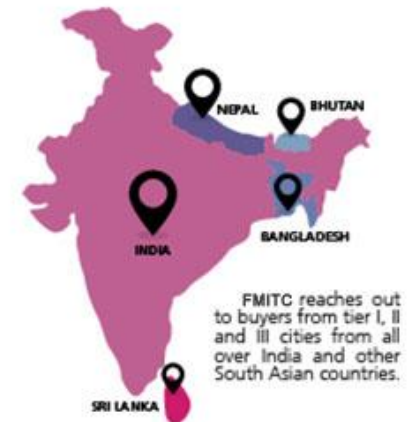 NEPAL
BHUTAN
INDIA
BANGLADESH
FMITC reaches out
to buyers from tier I, II
and III cities from all
over India and other
South Asian countries.
SRI LANKA